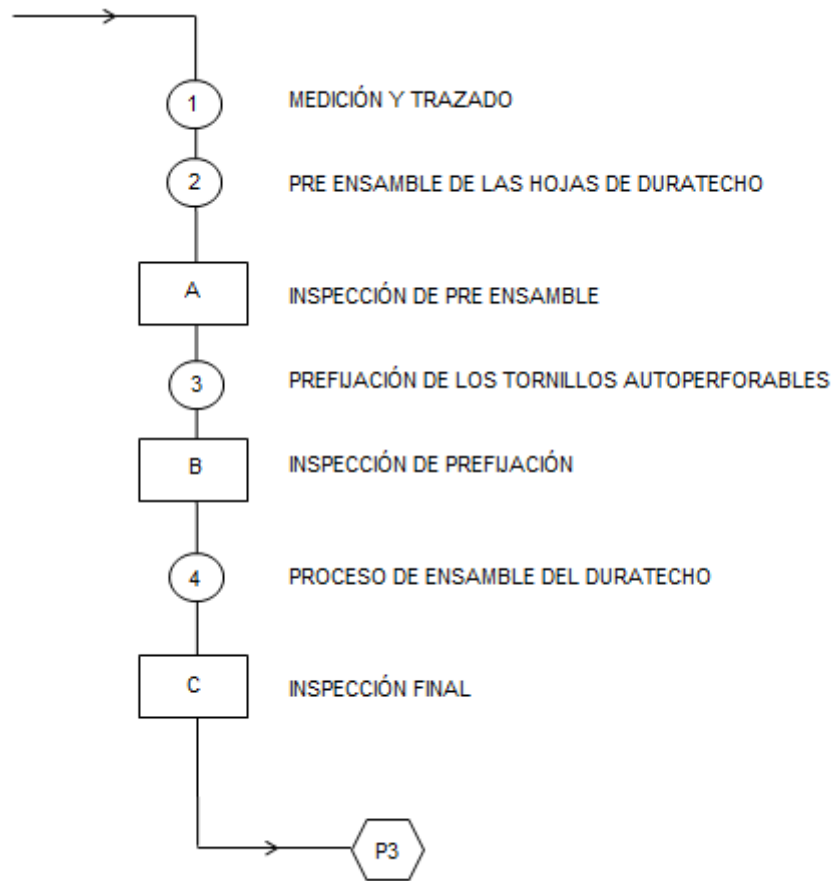 1 MEDICIÓN Y TRAZADO
2 PRE ENSAMBLE DE LAS HOJAS DE DURATECHO
A INSPECCIÓN DE PRE ENSAMBLE
3 PREFIJACIÓN DE LOS TORNILLOS AUTOPERFORABLES
B INSPECCIÓN DE PREFIJACIÓN
4 PROCESO DE ENSAMBLE DEL DURATECHO
C INSPECCIÓN FINAL
P3